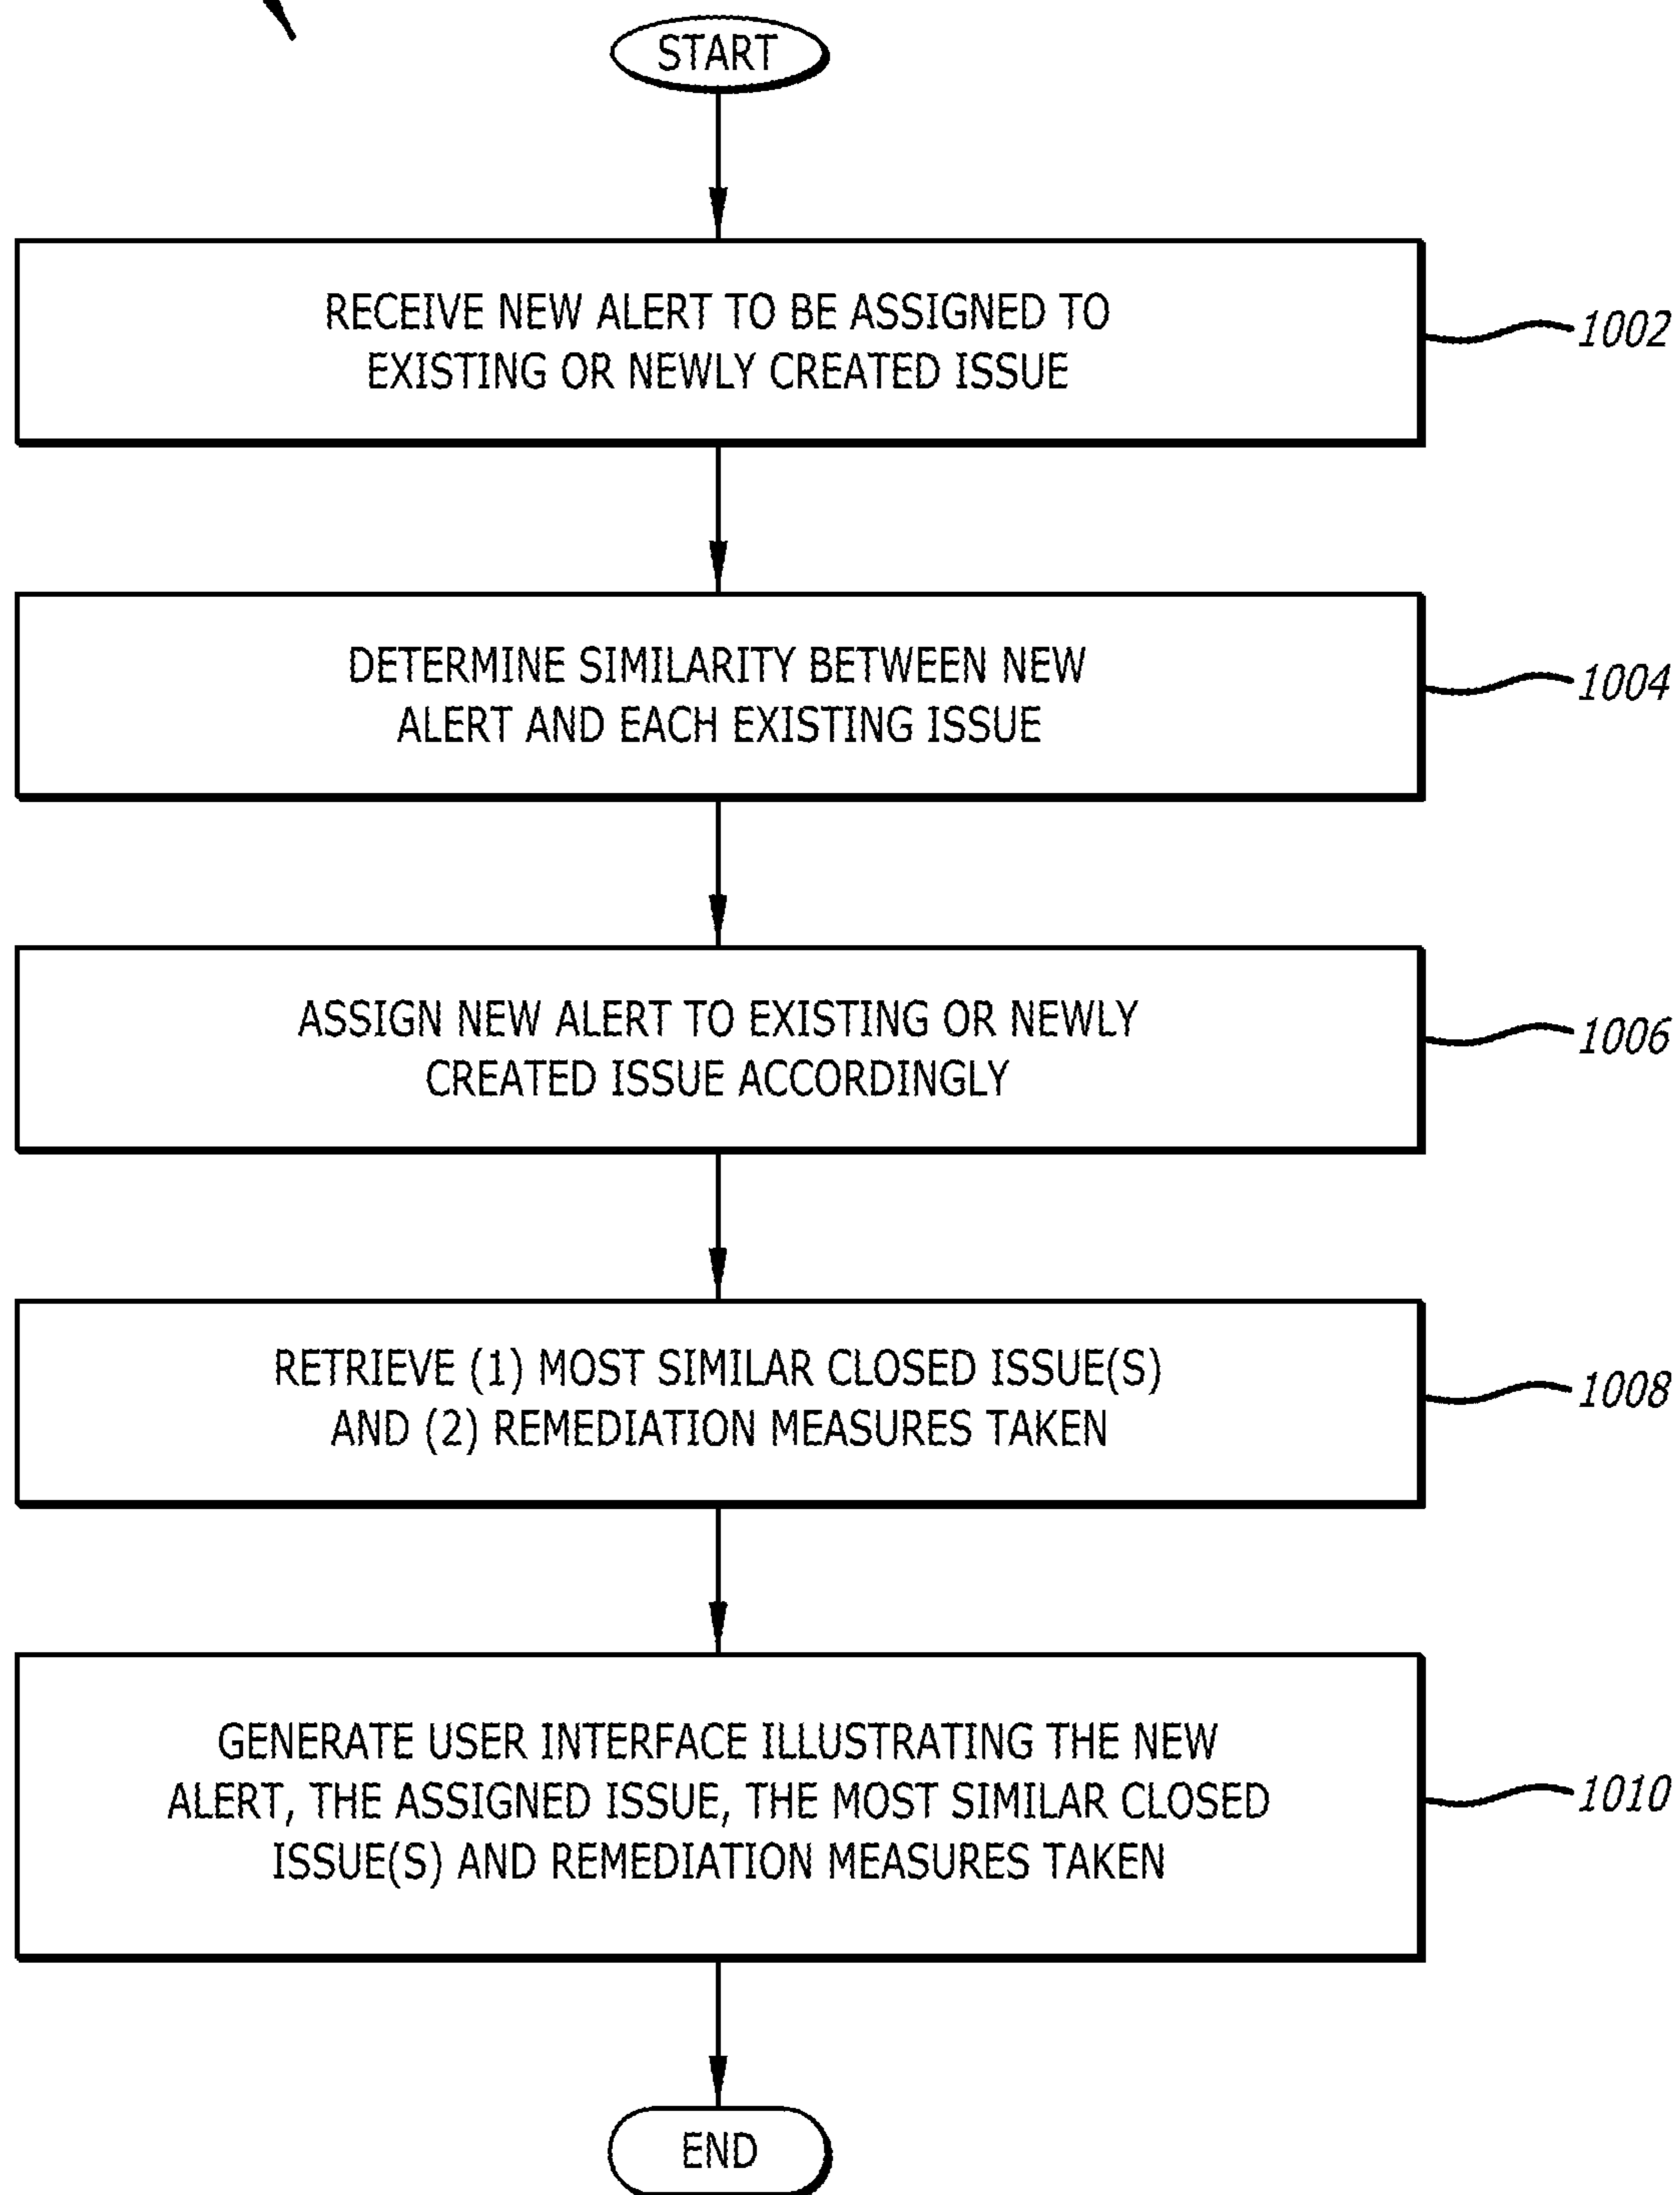 START
RECEIVE NEW ALERT TO BE ASSIGNED TO
EXISTING OR NEWLY CREATED ISSUE
1002
DETERMINE SIMILARITY BETWEEN NEW
ALERT AND EACH EXISTING ISSUE
1004
ASSIGN NEW ALERT TO EXISTING OR NEWLY
CREATED ISSUE ACCORDINGLY
1006
RETRIEVE (1) MOST SIMILAR CLOSED ISSUE(S)
AND (2) REMEDIATION MEASURES TAKEN
1008
GENERATE USER INTERFACE ILLUSTRATING THE NEW
ALERT, THE ASSIGNED ISSUE, THE MOST SIMILAR CLOSED
ISSUE(S) AND REMEDIATION MEASURES TAKEN
1010
END